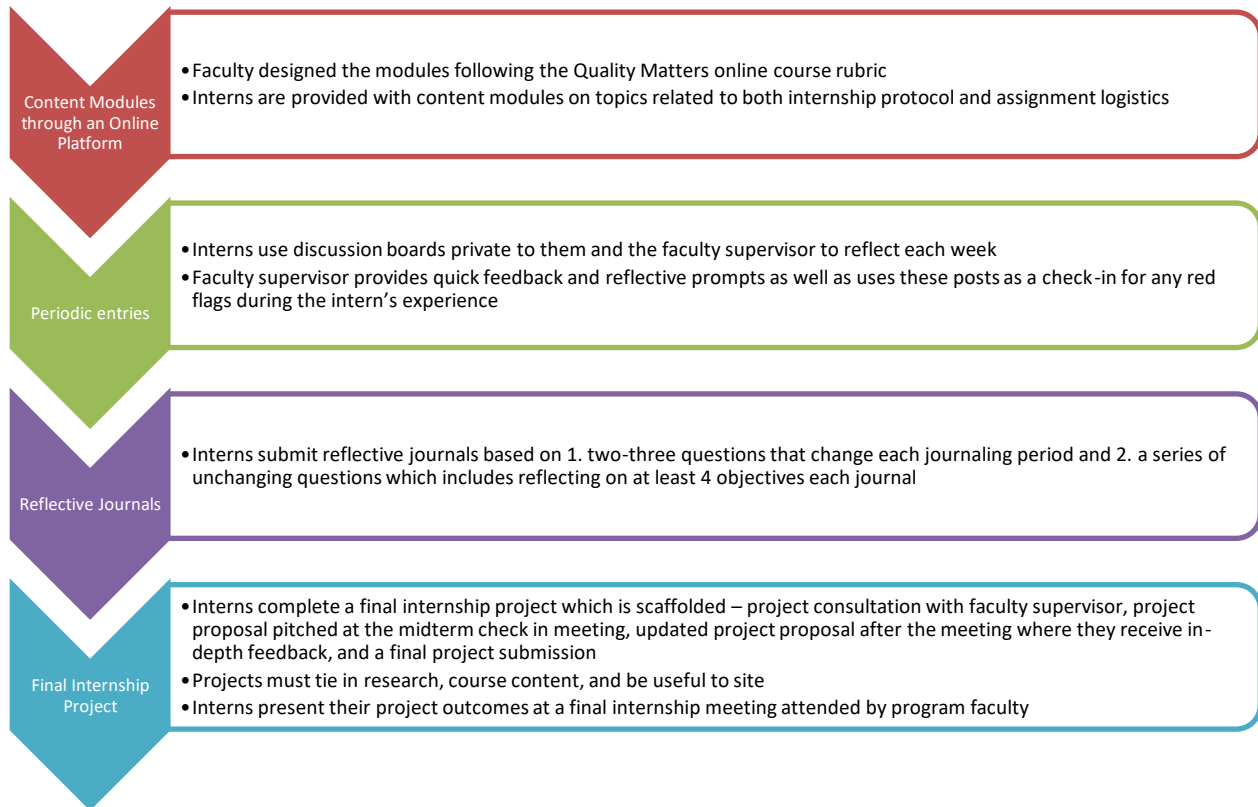 Content Modules
through an Online
Platform
•Faculty designed the modules following the Quality Matters online course rubric
•Interns are provided with content modules on topics related to both internship protocol and assignment logistics
Periodic entries
•Interns use discussion boards private to them and the faculty supervisor to reflect each week
•Faculty supervisor provides quick feedback and reflective prompts as well as uses these posts as a check-in for any red
flags during the intern’s experience
Reflective Journals
•Interns submit reflective journals based on 1. two-three questions that change each journaling period and 2. a series of
unchanging questions which includes reflecting on at least 4 objectives each journal
Final Internship
Project
•Interns complete a final internship project which is scaffolded – project consultation with faculty supervisor, project
proposal pitched at the midterm check in meeting, updated project proposal after the meeting where they receive in-
depth feedback, and a final project submission
•Projects must tie in research, course content, and be useful to site
•Interns present their project outcomes at a final internship meeting attended by program faculty